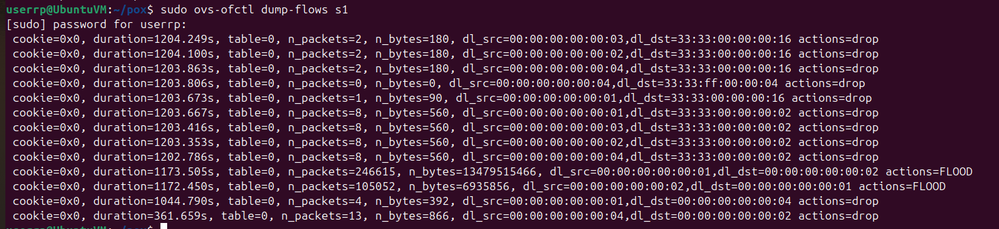 userrp@UbuntuVM:~/pox$ sudo ovs-ofctl dump-flows s1
[sudo] password for userrp:
cookie=0x0, duration=1204.249s, table=0, n_packets=2, n_bytes=180, dl_src=00:00:00:00:00:03,dl_dst=33:33:00:00:00:16 actions=drop
cookie=0x0, duration=1204.100s, table=0, n_packets=2, n_bytes=180, dl_src=00:00:00:00:00:02,dl_dst=33:33:00:00:00:16 actions=drop
cookie=0x0, duration=1203.863s, table=0, n_packets=2, n_bytes=180, dl_src=00:00:00:00:00:04,dl_dst=33:33:00:00:00:16 actions=drop
cookie=0x0, duration=1203.806s, table=0, n_packets=0, n_bytes=0, dl_src=00:00:00:00:00:04,dl_dst=33:33:ff:00:00:04 actions=drop
cookie=0x0, duration=1203.673s, table=0, n_packets=1, n_bytes=90, dl_src=00:00:00:00:00:01,dl_dst=33:33:00:00:00:16 actions=drop
cookie=0x0, duration=1203.667s, table=0, n_packets=8, n_bytes=560, dl_src=00:00:00:00:00:01,dl_dst=33:33:00:00:00:02 actions=drop
cookie=0x0, duration=1203.416s, table=0, n_packets=8, n_bytes=560, dl_src=00:00:00:00:00:03,dl_dst=33:33:00:00:00:02 actions=drop
cookie=0x0, duration=1203.353s, table=0, n_packets=8, n_bytes=560, dl_src=00:00:00:00:00:02,dl_dst=33:33:00:00:00:02 actions=drop
cookie=0x0, duration=1202.786s, table=0, n_packets=8, n_bytes=560, dl_src=00:00:00:00:00:04,dl_dst=33:33:00:00:00:02 actions=drop
cookie=0x0, duration=1173.505s, table=0, n_packets=246615, n_bytes=13479515466, dl_src=00:00:00:00:00:01,dl_dst=00:00:00:00:00:02 actions=FLOOD
cookie=0x0, duration=1172.450s, table=0, n_packets=105052, n_bytes=6935856, dl_src=00:00:00:00:00:02,dl_dst=00:00:00:00:00:01 actions=FLOOD
cookie=0x0, duration=1044.790s, table=0, n_packets=4, n_bytes=392, dl_src=00:00:00:00:00:01,dl_dst=00:00:00:00:00:04 actions=drop
cookie=0x0, duration=361.659s, table=0, n_packets=13, n_bytes=866, dl_src=00:00:00:00:00:04,dl_dst=00:00:00:00:00:02 actions=drop
userrp@UbuntuVM:~/pox$